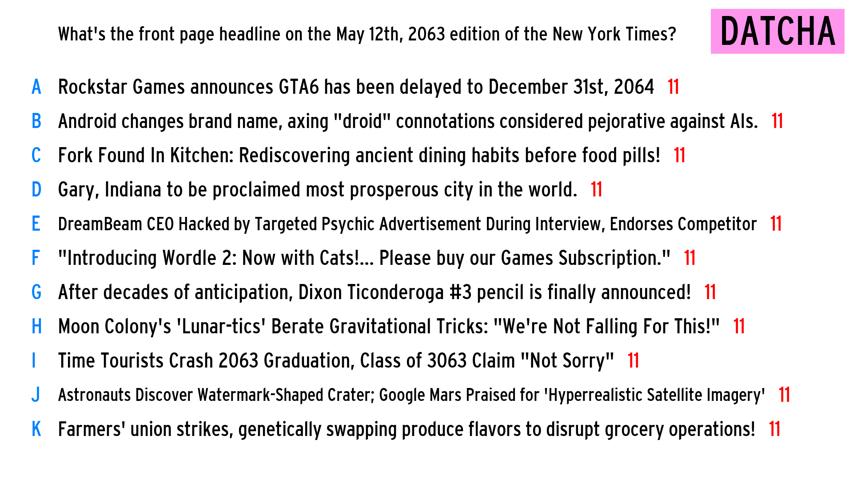 What's the front page headline on the May 12th, 2063 edition of the New York Times?
DATCHA
A Rockstar Games announces GTA6 has been delayed to December 31st, 2064 11
B Android changes brand name, axing "droid" connotations considered pejorative against AIs. 11
C Fork Found In Kitchen: Rediscovering ancient dining habits before food pills! 11
D Gary, Indiana to be proclaimed most prosperous city in the world. 11
E DreamBeam CEO Hacked by Targeted Psychic Advertisement During Interview, Endorses Competitor 11
F "Introducing Wordle 2: Now with Cats!... Please buy our Games Subscription." 11
G After decades of anticipation, Dixon Ticonderoga #3 pencil is finally announced! 11
H Moon Colony's 'Lunar-tics' Berate Gravitational Tricks: "We're Not Falling For This!" 11
I Time Tourists Crash 2063 Graduation, Class of 3063 Claim "Not Sorry" 11
J Astronauts Discover Watermark-Shaped Crater; Google Mars Praised for 'Hyperrealistic Satellite Imagery' 11
K Farmers' union strikes, genetically swapping produce flavors to disrupt grocery operations! 11